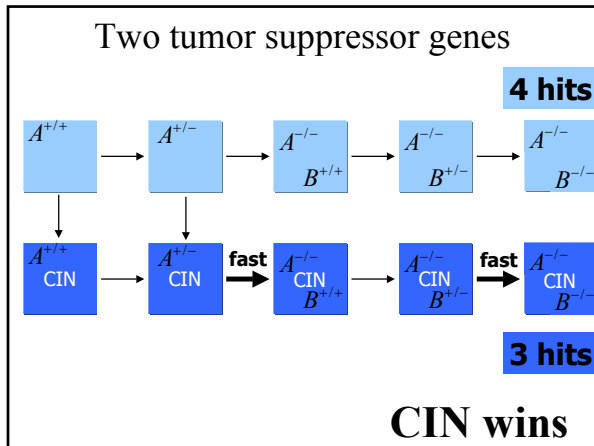 Two tumor suppressor genes
4 hits
A+/+ A+/− A−/− A−/− A−/−
B+/+ B+/− B−/−
A+/+ A+/− fast A−/− A−/− fast A−/−
CIN CIN CIN CIN CIN
B+/+ B+/− B−/−
3 hits
CIN wins